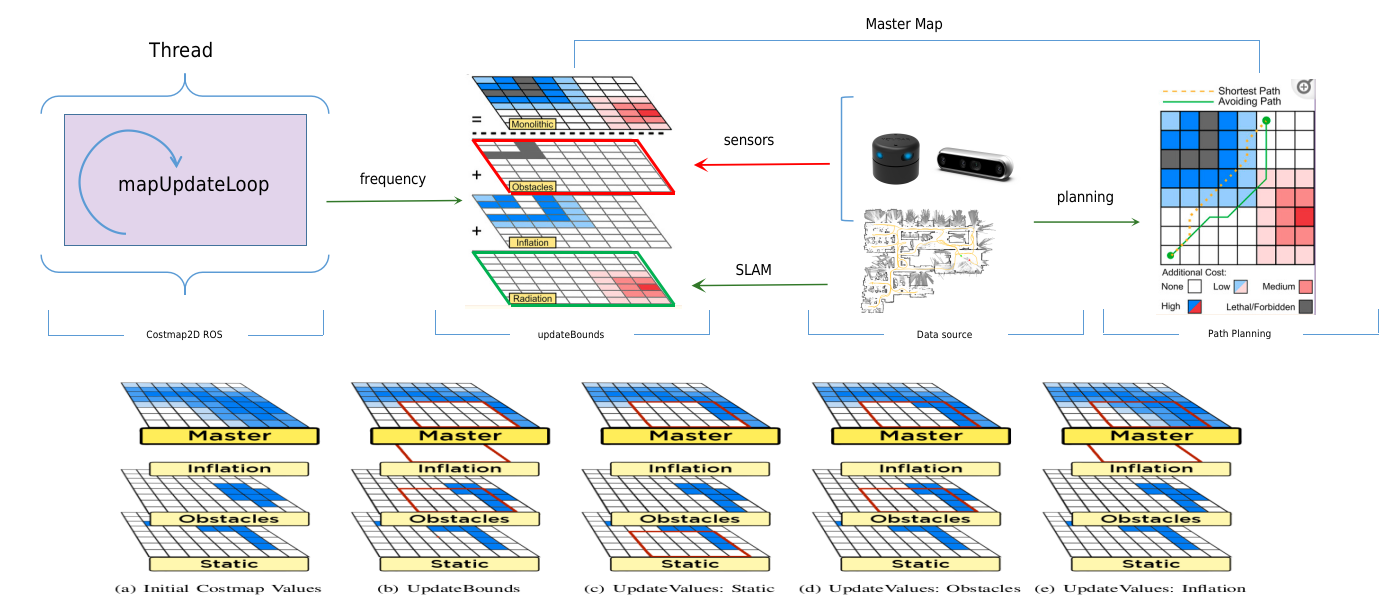 Master Map
Thread
mapUpdateLoop
frequency
=
Monolithic
+
Obstacles
+
Inflation
Radiation
sensors
SLAM
planning
Shortest Path
Avoiding Path
Additional Cost:
None Low Medium
High Lethal/Forbidden
Costmap2D ROS
updateBounds
Data source
Path Planning
Master
Inflation
Obstacles
Static
(a) Initial Costmap Values
Master
Inflation
Obstacles
Static
(b) UpdateBounds
Master
Inflation
Obstacles
Static
(c) UpdateValues: Static
Master
Inflation
Obstacles
Static
(d) UpdateValues: Obstacles
Master
Inflation
Obstacles
Static
(e) UpdateValues: Inflation